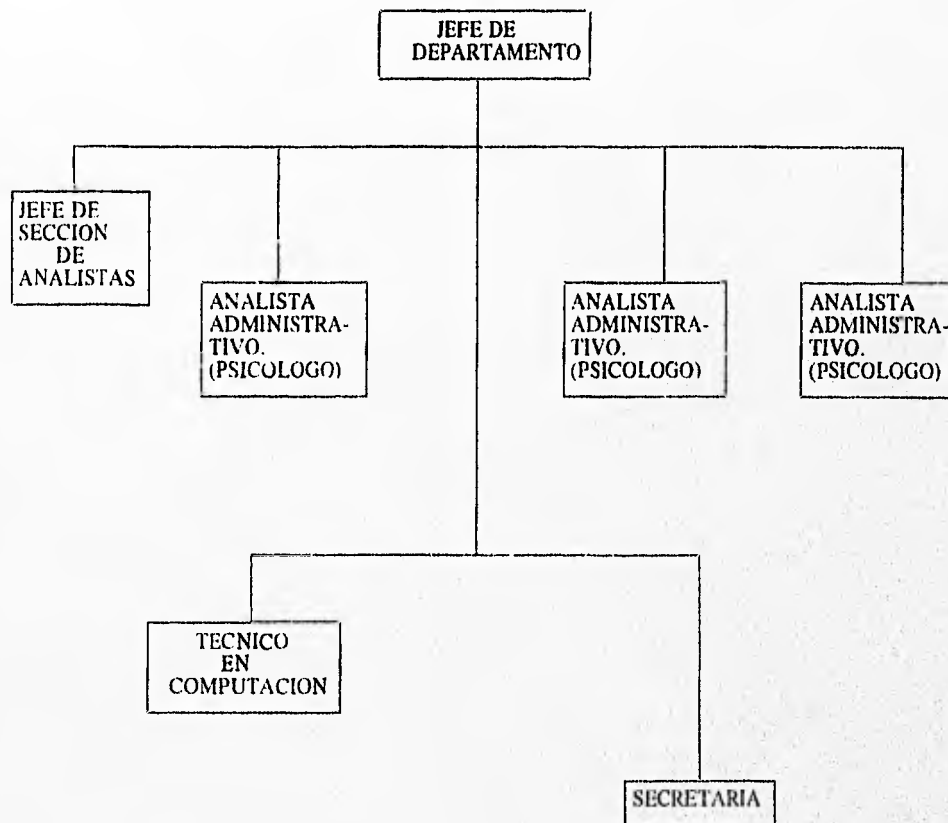 JEFE DE
DEPARTAMENTO
JEFE DE
SECCION
DE
ANALISTAS
ANALISTA
ADMINISTRA-
TIVO.
(PSICOLOGO)
ANALISTA
ADMINISTRA-
TIVO.
(PSICOLOGO)
ANALISTA
ADMINISTRA-
TIVO.
(PSICOLOGO)
TECNICO
EN
COMPUTACION
SECRETARIA